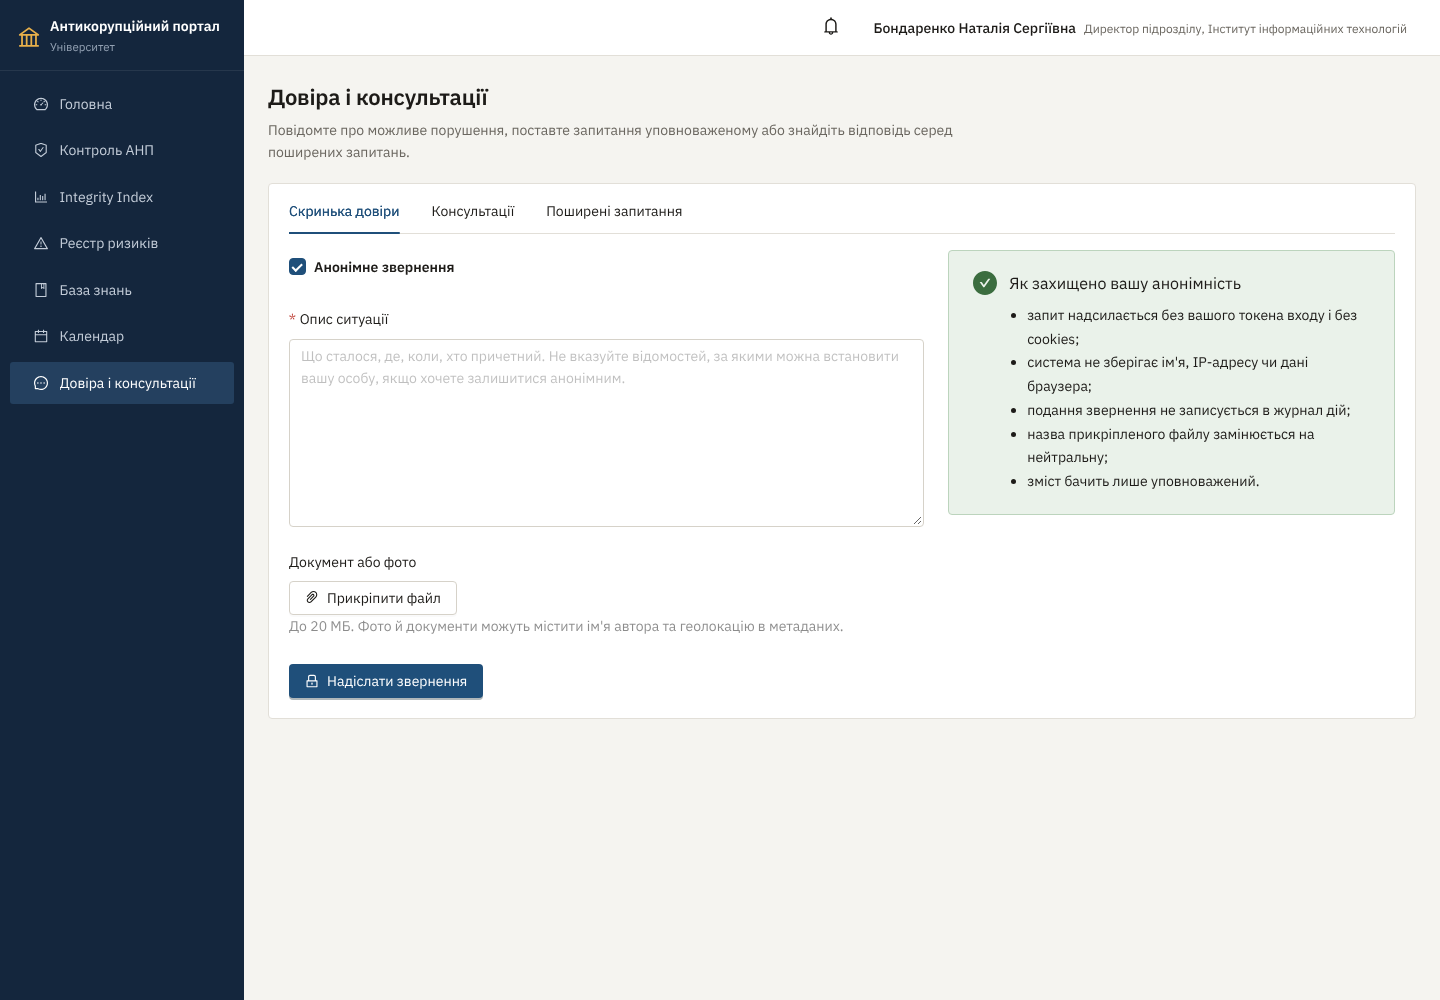 Антикорупційний портал
Університет
Головна
Контроль АНП
Integrity Index
Реєстр ризиків
База знань
Календар
Довіра і консультації
Бондаренко Наталія Сергіївна Директор підрозділу, Інститут інформаційних технологій
Довіра і консультації
Повідомте про можливе порушення, поставте запитання уповноваженому або знайдіть відповідь серед
поширених запитань.
Скринька довіри Консультації Поширені запитання
Анонімне звернення
* Опис ситуації
Що сталося, де, коли, хто причетний. Не вказуйте відомостей, за якими можна встановити
вашу особу, якщо хочете залишитися анонімним.
Документ або фото
Прикріпити файл
До 20 МБ. Фото й документи можуть містити ім'я автора та геолокацію в метаданих.
Надіслати звернення
Як захищено вашу анонімність
• запит надсилається без вашого токена входу і без
cookies;
• система не зберігає ім'я, IP-адресу чи дані
браузера;
• подання звернення не записується в журнал дій;
• назва прикріпленого файлу замінюється на
нейтральну;
• зміст бачить лише уповноважений.